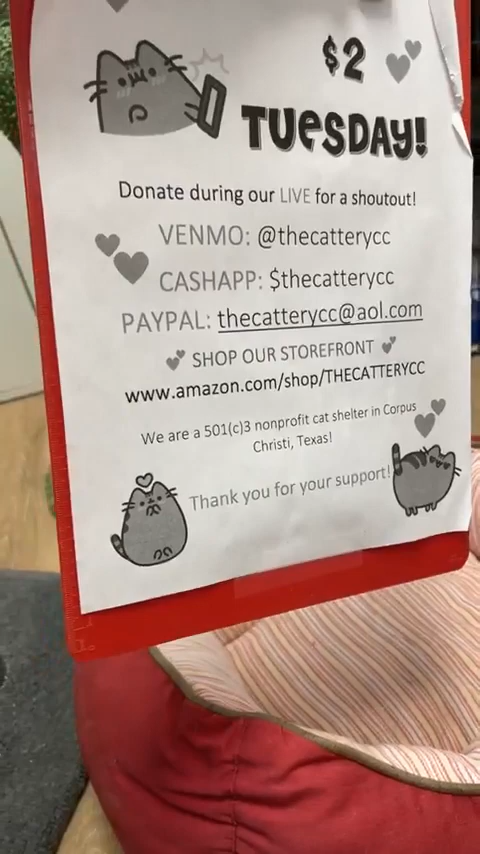 $2
TUESDAY!
Donate during our LIVE for a shoutout!
VENMO: @thecatterycc
CASHAPP: $thecatterycc
PAYPAL: thecatterycc@aol.com
SHOP OUR STOREFRONT
www.amazon.com/shop/THECATTERYCC
We are a 501(c)3 nonprofit cat shelter in Corpus
Christi, Texas!
Thank you for your support!